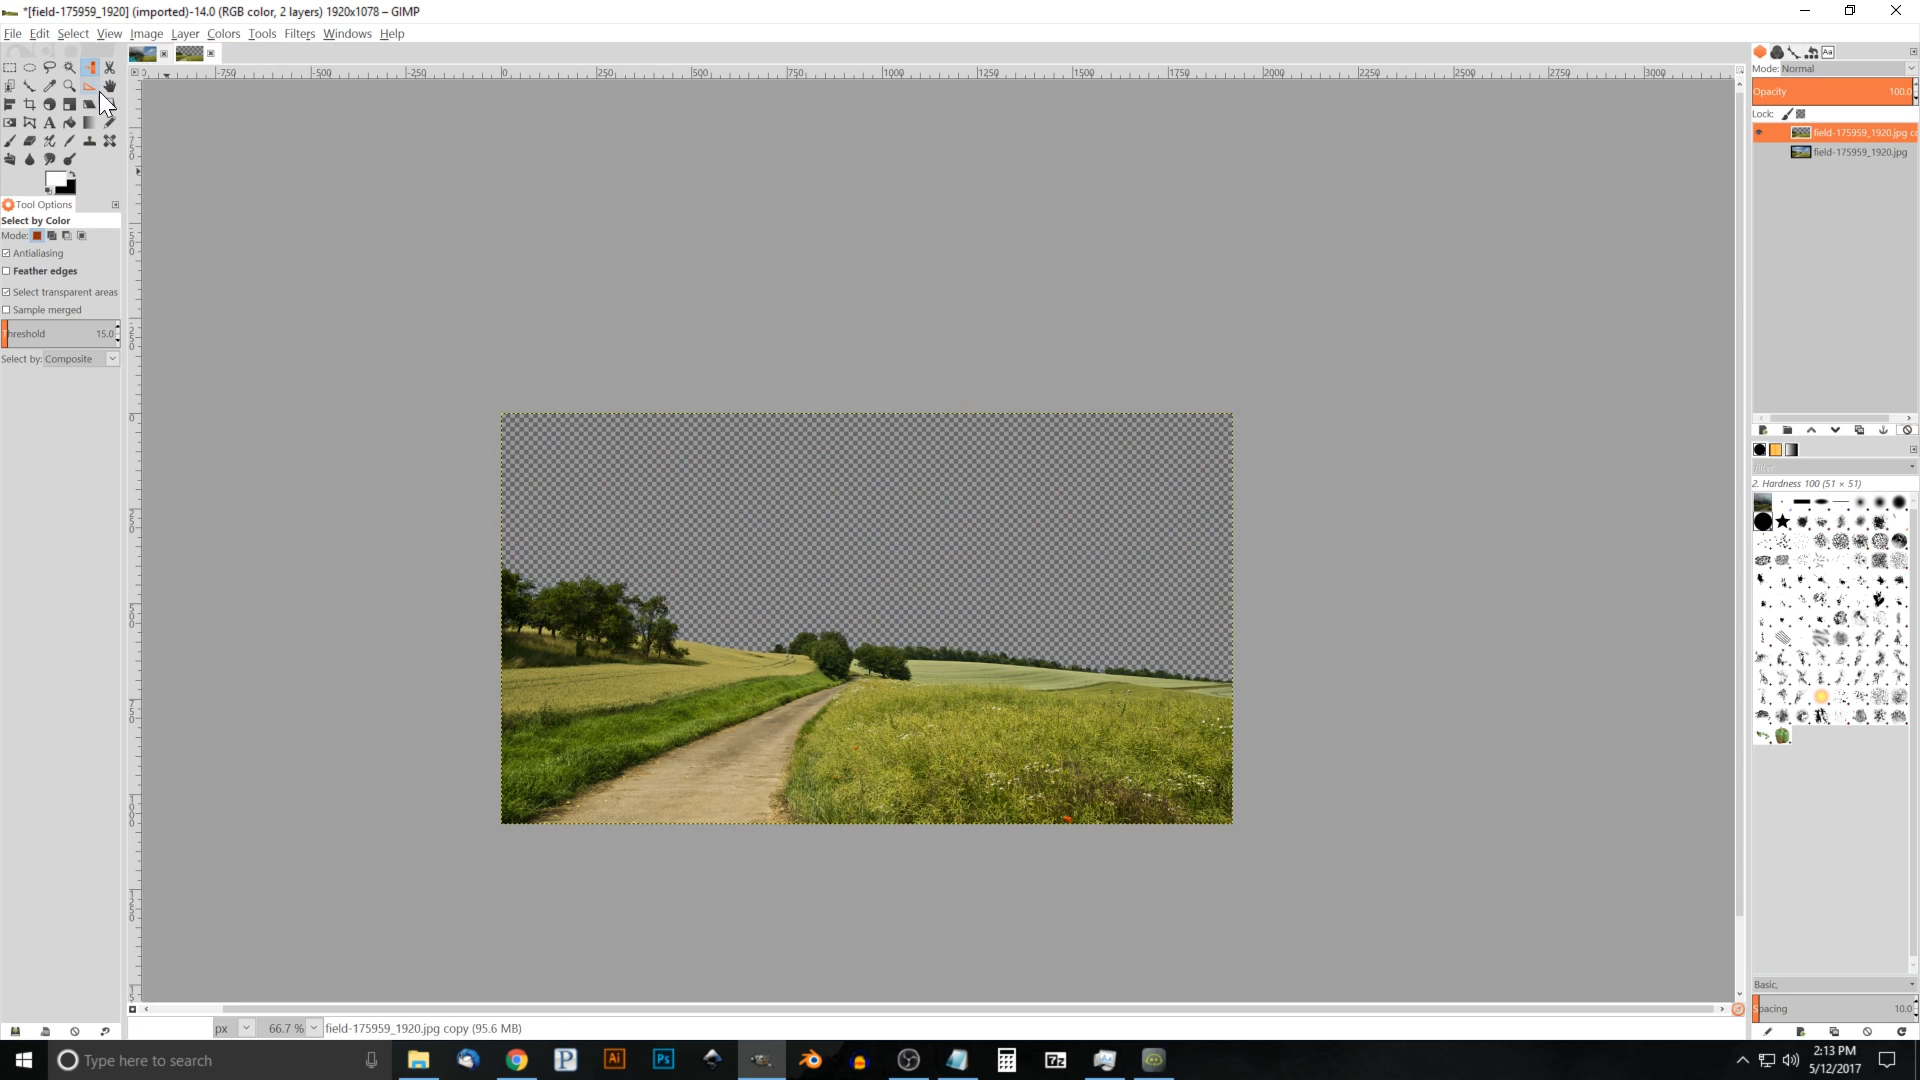 *[field-175959_1920] (imported)-14.0 (RGB color, 2 layers) 1920x1078 – GIMP
File Edit Select View Image Layer Colors Tools Filters Windows Help
-750 -500 -250 0 250 500 750 1000 1250 1500 1750 2000 2250 2500 2750 3000
Tool Options
Select by Color
Mode:
Antialiasing
Feather edges
Select transparent areas
Sample merged
Threshold 15.0
Select by: Composite
Mode: Normal
Opacity 100.0
Lock:
field-175959_1920.jpg co
field-175959_1920.jpg
filter
2. Hardness 100 (51 × 51)
Basic,
Spacing 10.0
px 66.7 % field-175959_1920.jpg copy (95.6 MB)
Type here to search
Ai Ps 7z
2:13 PM
5/12/2017